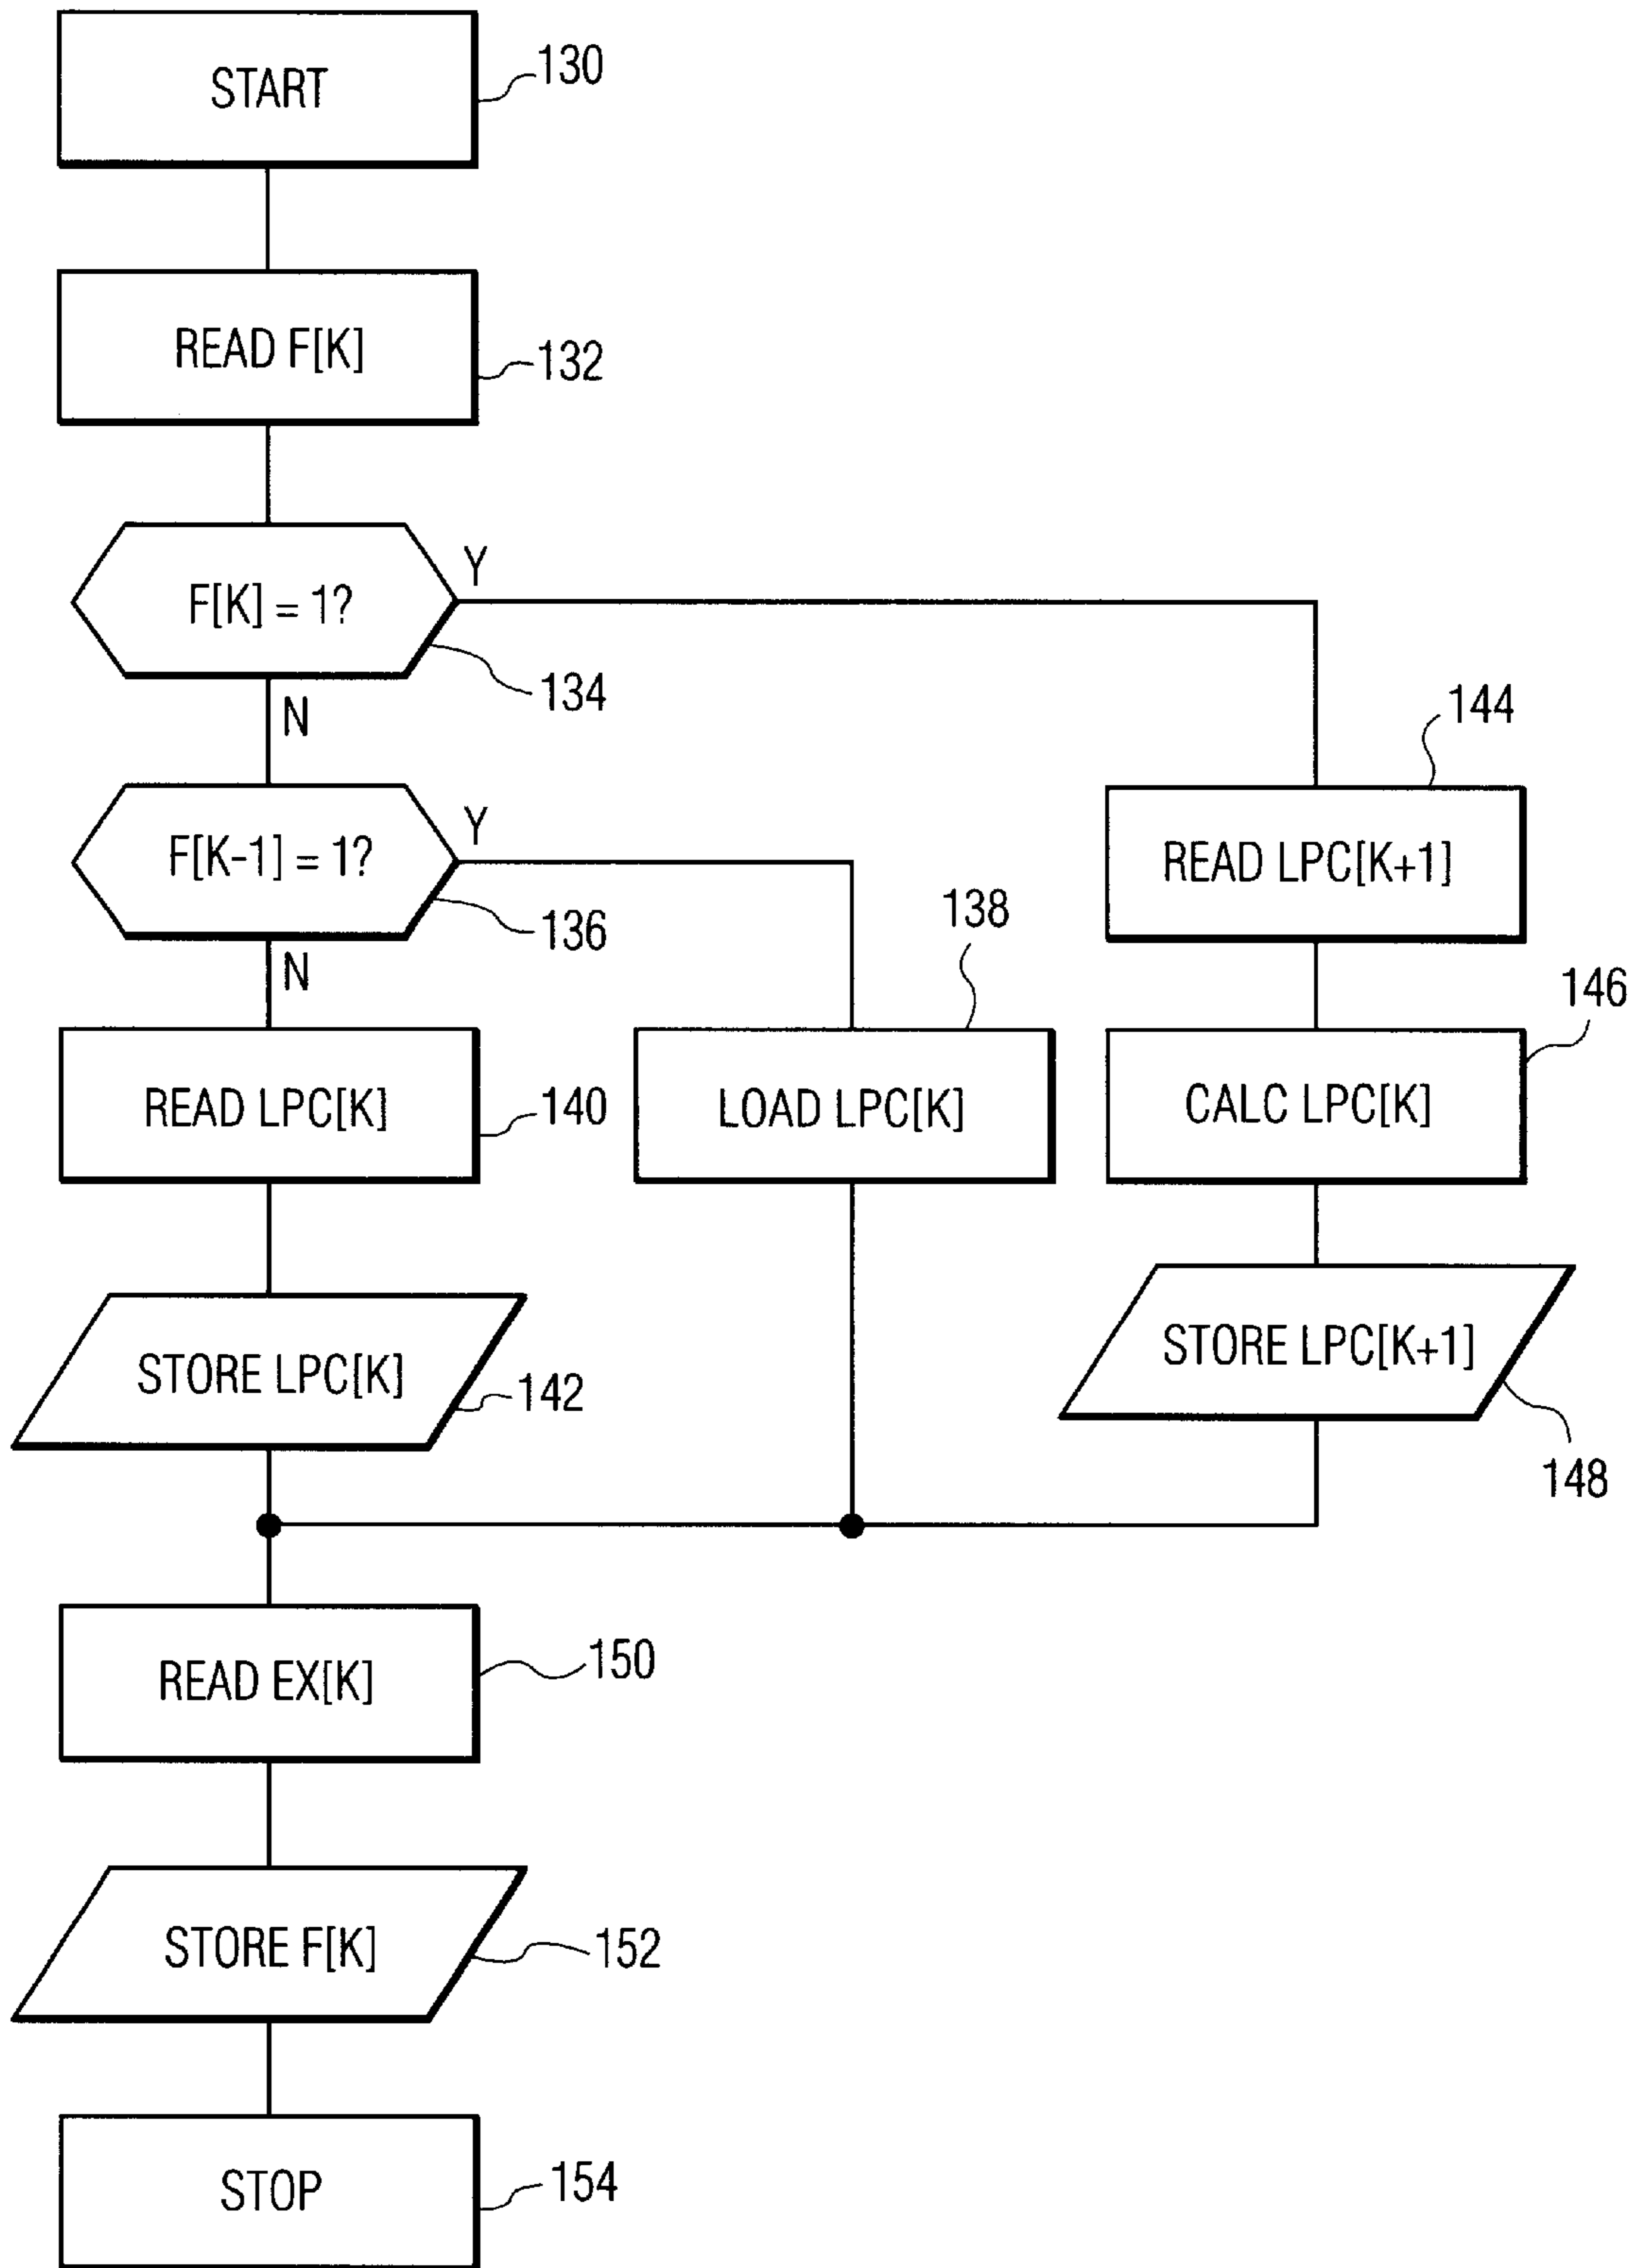 START
130
READ F[K]
132
F[K] = 1?
Y
134
N
144
F[K-1] = 1?
Y
136
N
READ LPC[K+1]
138
146
READ LPC[K]
140
LOAD LPC[K]
CALC LPC[K]
STORE LPC[K]
142
STORE LPC[K+1]
148
READ EX[K]
150
STORE F[K]
152
STOP
154